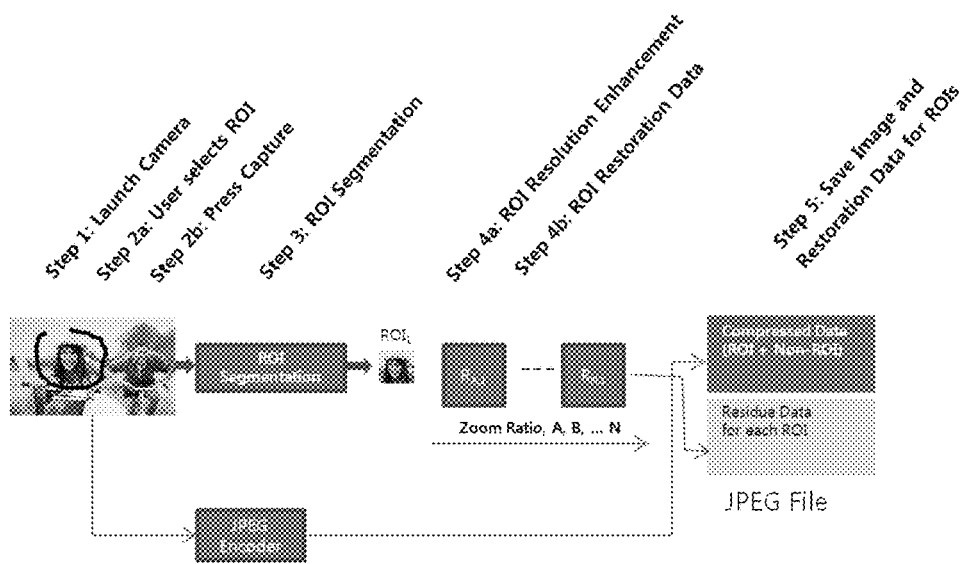 Step 1: Launch Camera
Step 2a: User selects ROI
Step 2b: Press Capture
Step 3: ROI Segmentation
Step 4a: ROI Resolution Enhancement
Step 4b: ROI Restoration Data
Step 5: Save Image and
Restoration Data for ROIs
ROI
Segmentation
ROI
Zoom Ratio, A, B, ... N
Compressed Data
(ROI + Non-ROI)
Residue Data
for each ROI
JPEG File
JPEG
Encoder